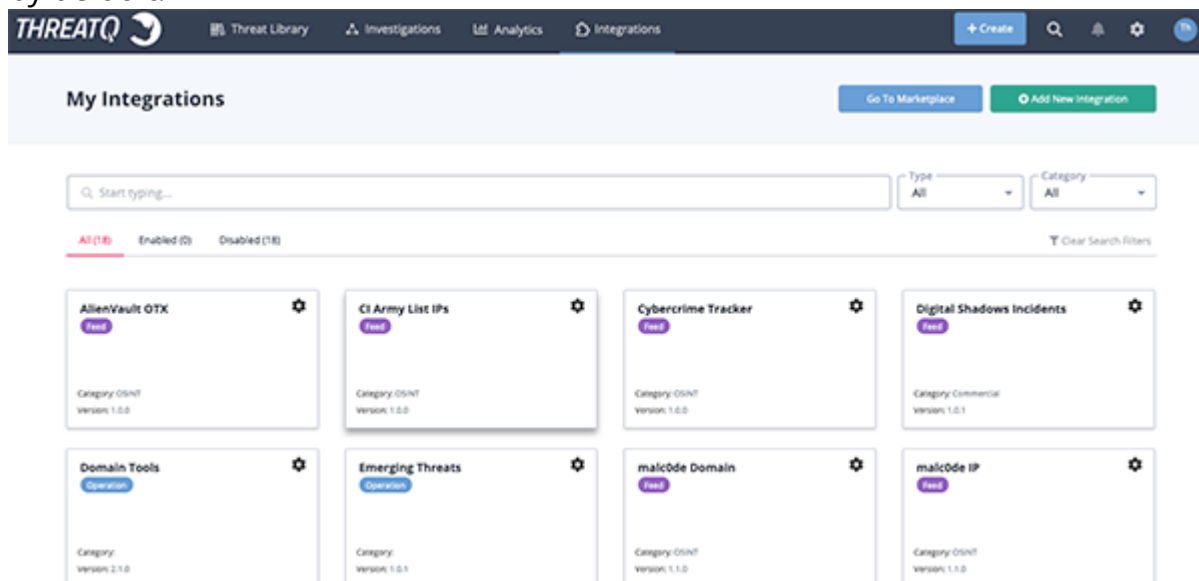 THREATQ Threat Library Investigations Analytics Integrations + Create Th
My Integrations Go To Marketplace Add New Integration
Start typing... Type All Category All
All (18) Enabled (0) Disabled (18) Clear Search Filters
AlienVault OTX CI Army List IPs Cybercrime Tracker Digital Shadows Incidents
Feed Feed Feed Feed
Category: OSINT Category: OSINT Category: OSINT Category: Commercial
Version: 1.0.0 Version: 1.0.0 Version: 1.0.0 Version: 1.0.1
Domain Tools Emerging Threats malc0de Domain malc0de IP
Operation Operation Feed Feed
Category: Category: Category: OSINT Category: OSINT
Version: 2.1.0 Version: 1.0.1 Version: 1.1.0 Version: 1.1.0